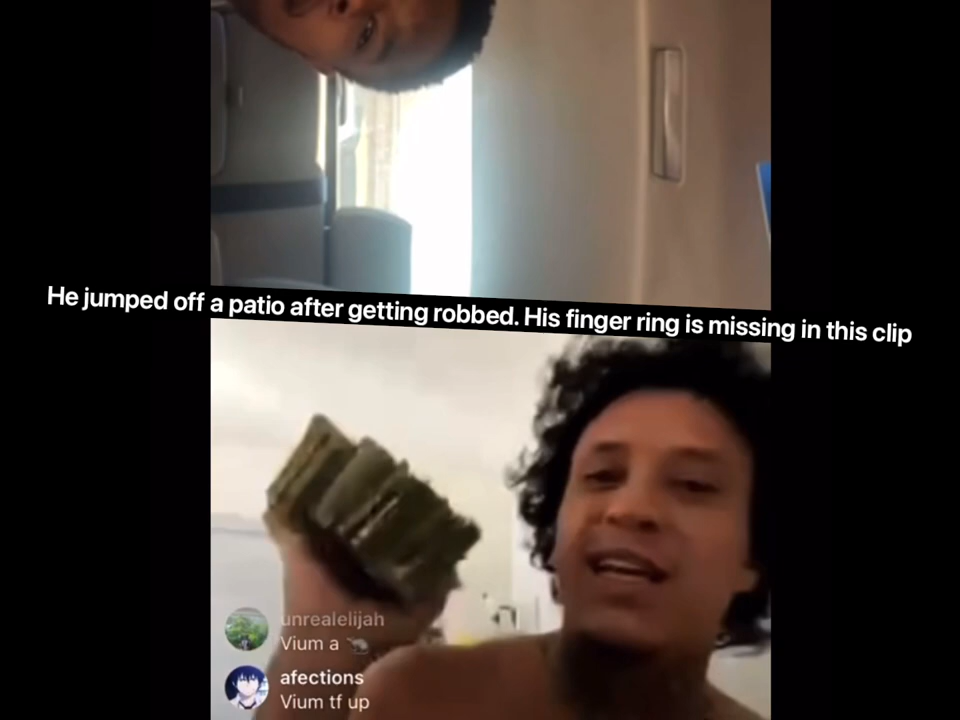 He jumped off a patio after getting robbed. His finger ring is missing in this clip
unrealelijah
Vium a 🐀
afections
Vium tf up